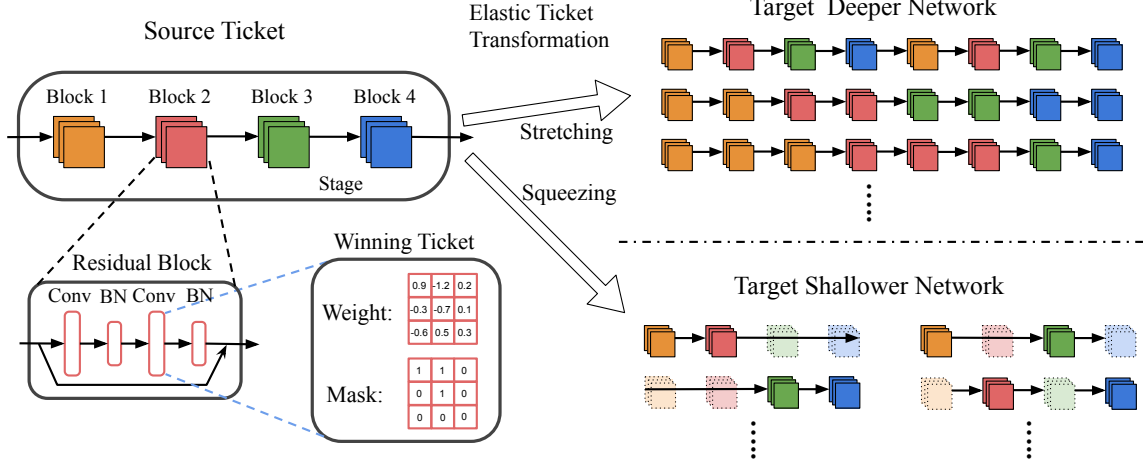 Source Ticket
Elastic Ticket
Transformation
Target Deeper Network
Block 1 Block 2 Block 3 Block 4
Stage
Stretching
Squeezing
Residual Block
Conv BN Conv BN
Winning Ticket
Weight:
0.9 -1.2 0.2
-0.3 -0.7 0.1
-0.6 0.5 0.3
Mask:
1 1 0
0 1 0
0 0 0
Target Shallower Network